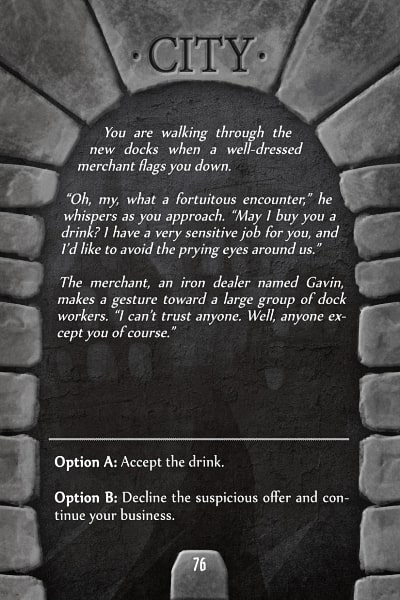 · CITY ·
You are walking through the
new docks when a well-dressed
merchant flags you down.
“Oh, my, what a fortuitous encounter,” he
whispers as you approach. “May I buy you a
drink? I have a very sensitive job for you, and
I’d like to avoid the prying eyes around us.”
The merchant, an iron dealer named Gavin,
makes a gesture toward a large group of dock
workers. “I can’t trust anyone. Well, anyone ex-
cept you of course.”
Option A: Accept the drink.
Option B: Decline the suspicious offer and con-
tinue your business.
76